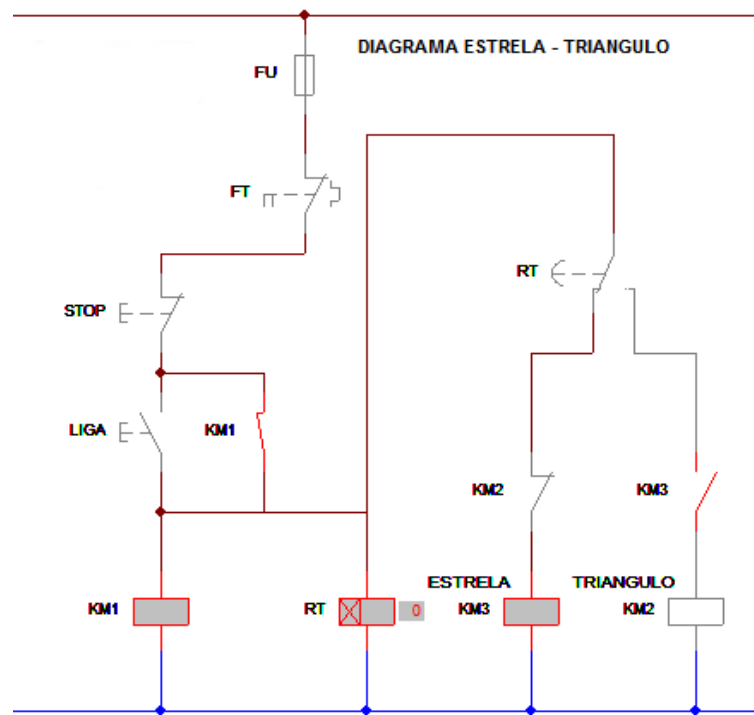 DIAGRAMA ESTRELA - TRIANGULO
FU
FT
RT
STOP
LIGA
KM1
KM2
KM3
ESTRELA
TRIANGULO
KM1
RT
0
KM3
KM2